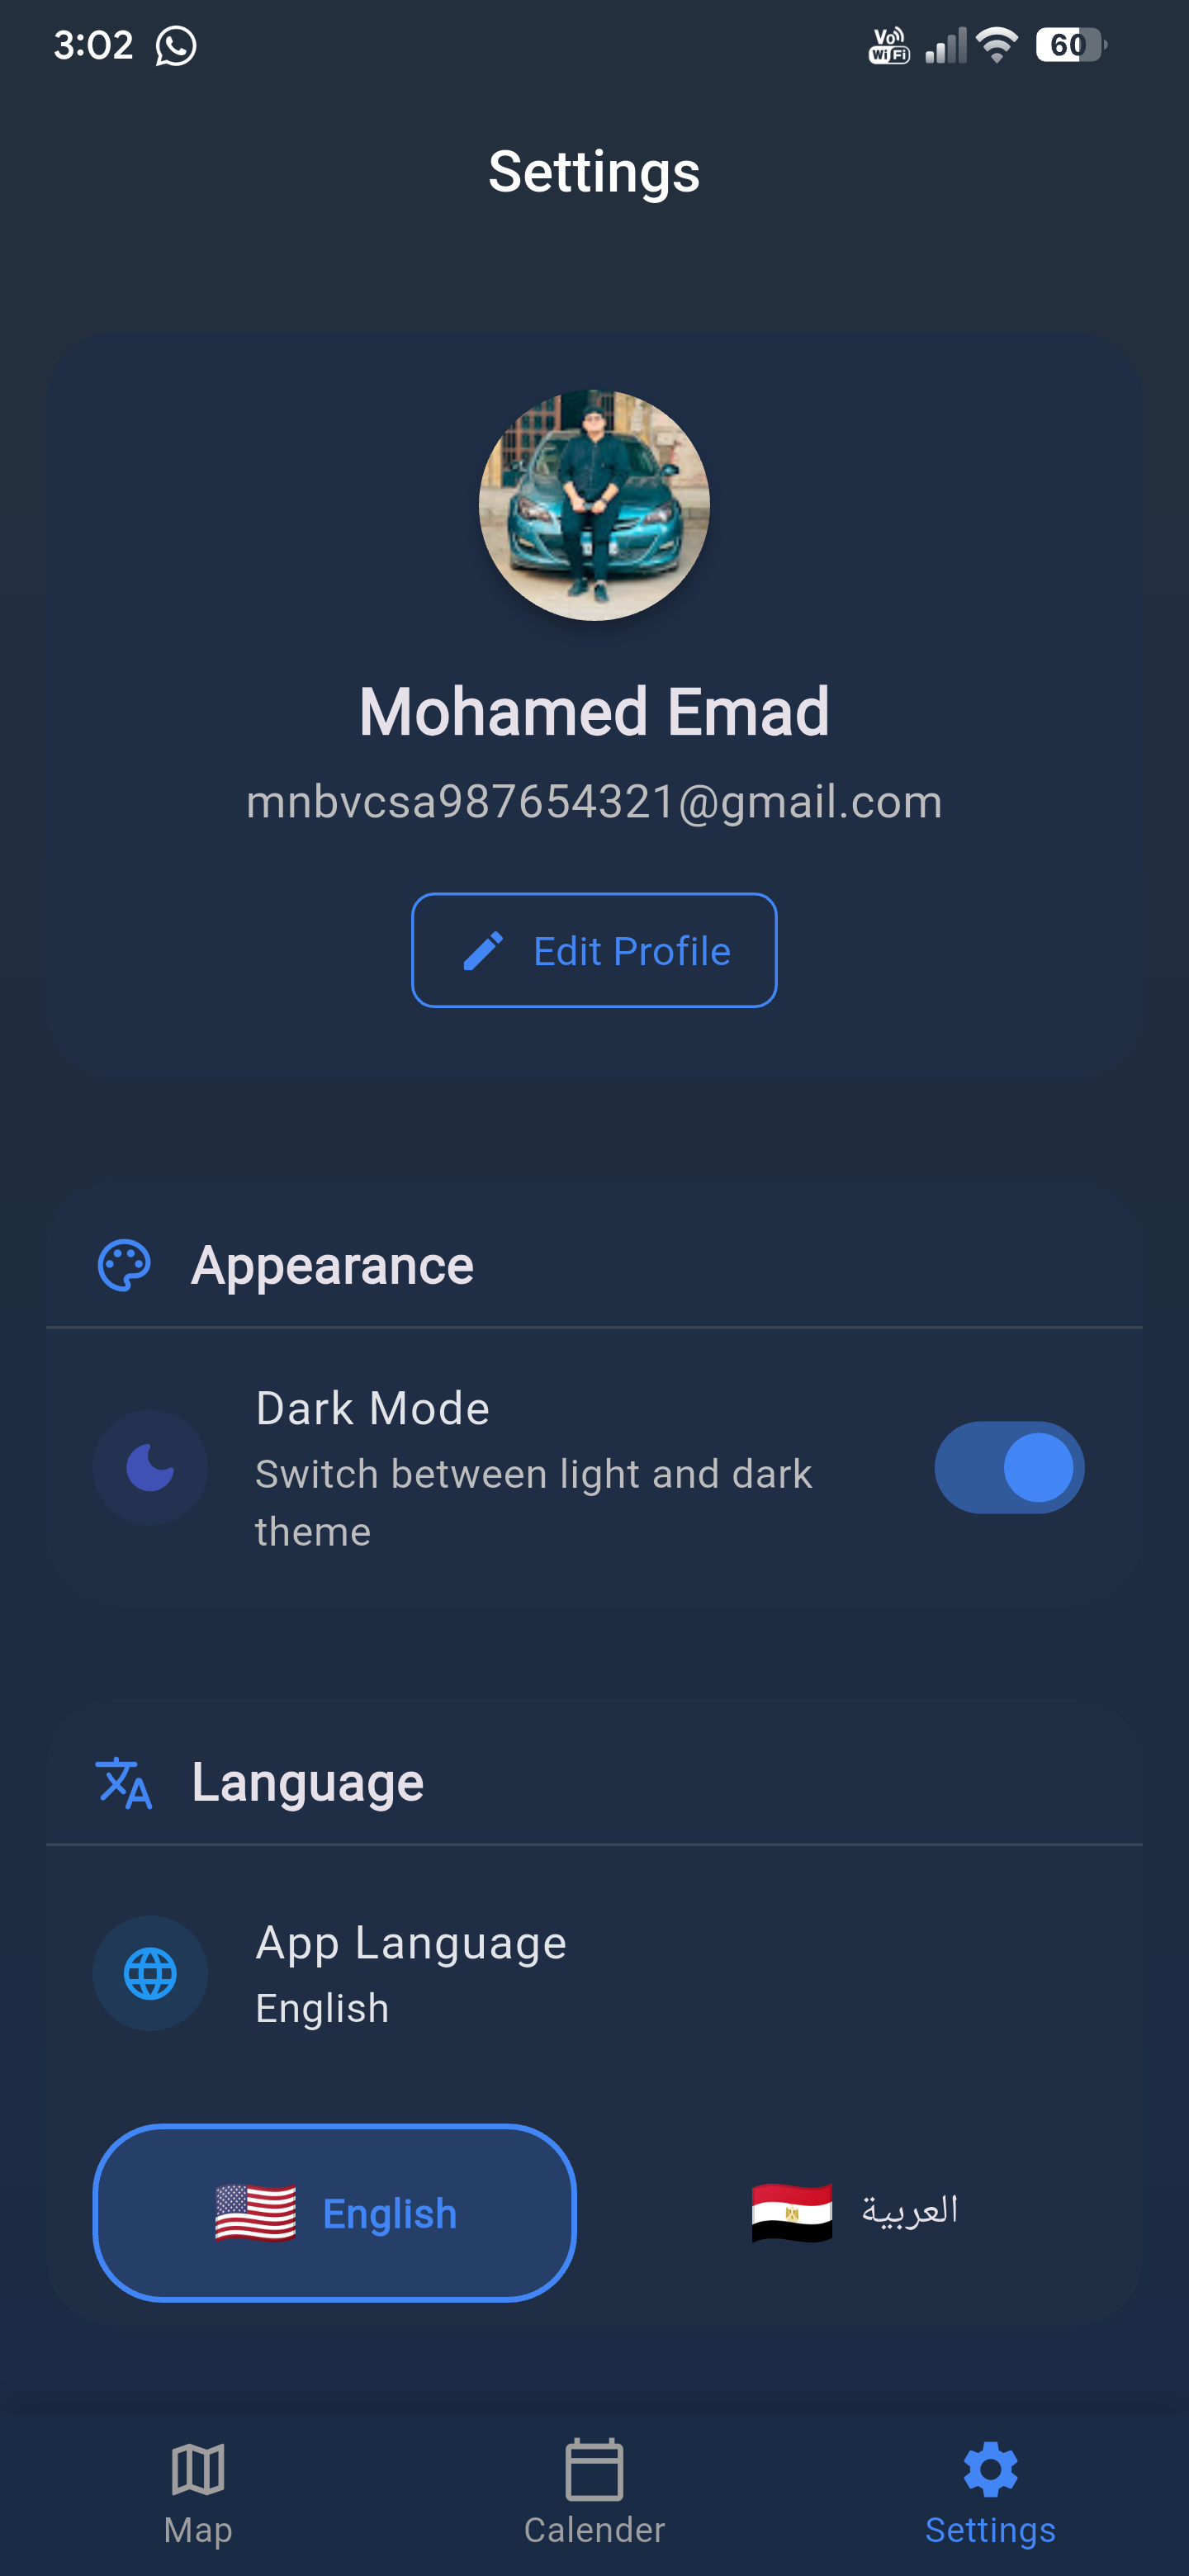 3:02
Vo
WiFi
60
Settings
Mohamed Emad
mnbvcsa987654321@gmail.com
Edit Profile
Appearance
Dark Mode
Switch between light and dark
theme
Language
App Language
English
English
العربية
Map
Calender
Settings